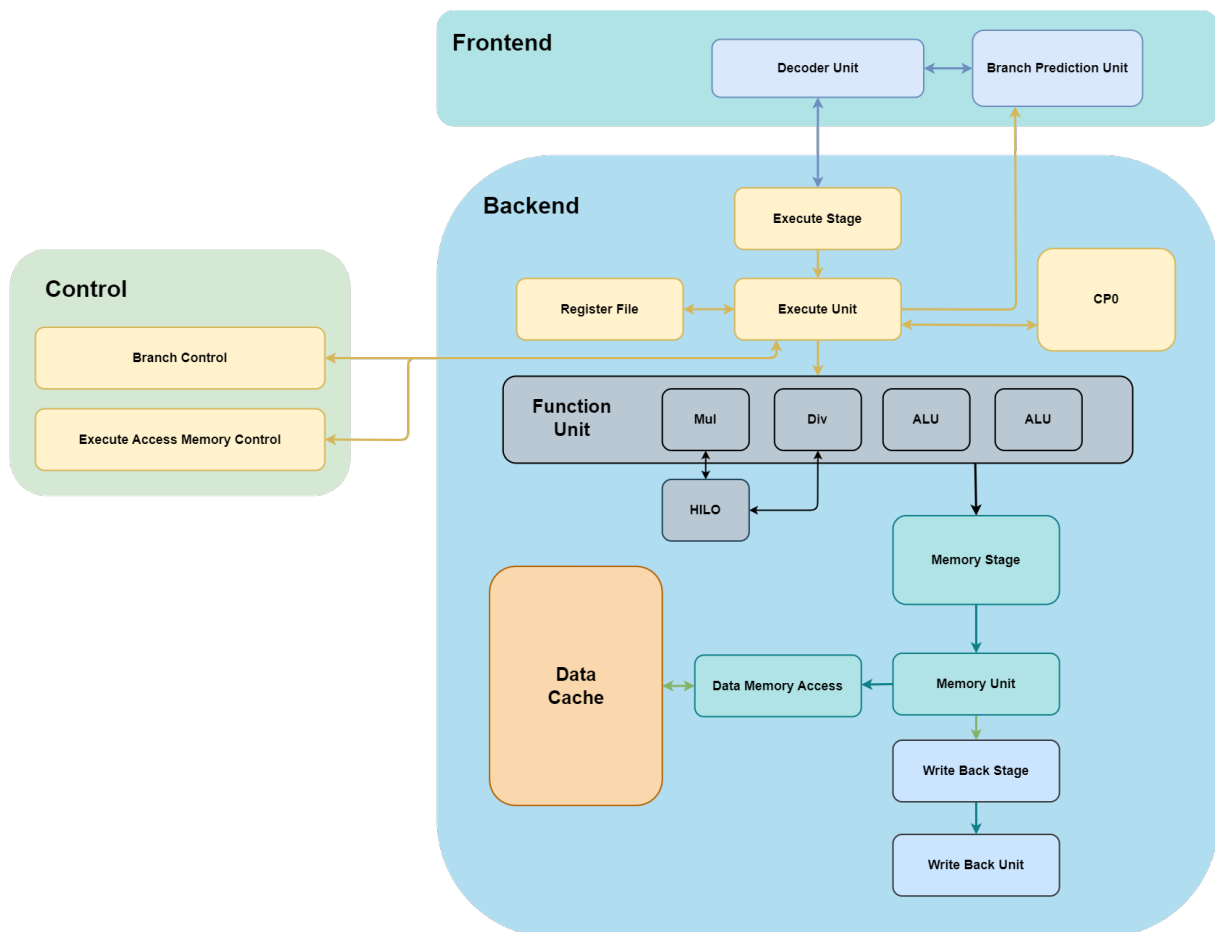 Frontend
Decoder Unit
Branch Prediction Unit
Backend
Execute Stage
Control
Register File
Execute Unit
CP0
Branch Control
Execute Access Memory Control
Function
Unit
Mul
Div
ALU
ALU
HILO
Memory Stage
Data
Cache
Data Memory Access
Memory Unit
Write Back Stage
Write Back Unit